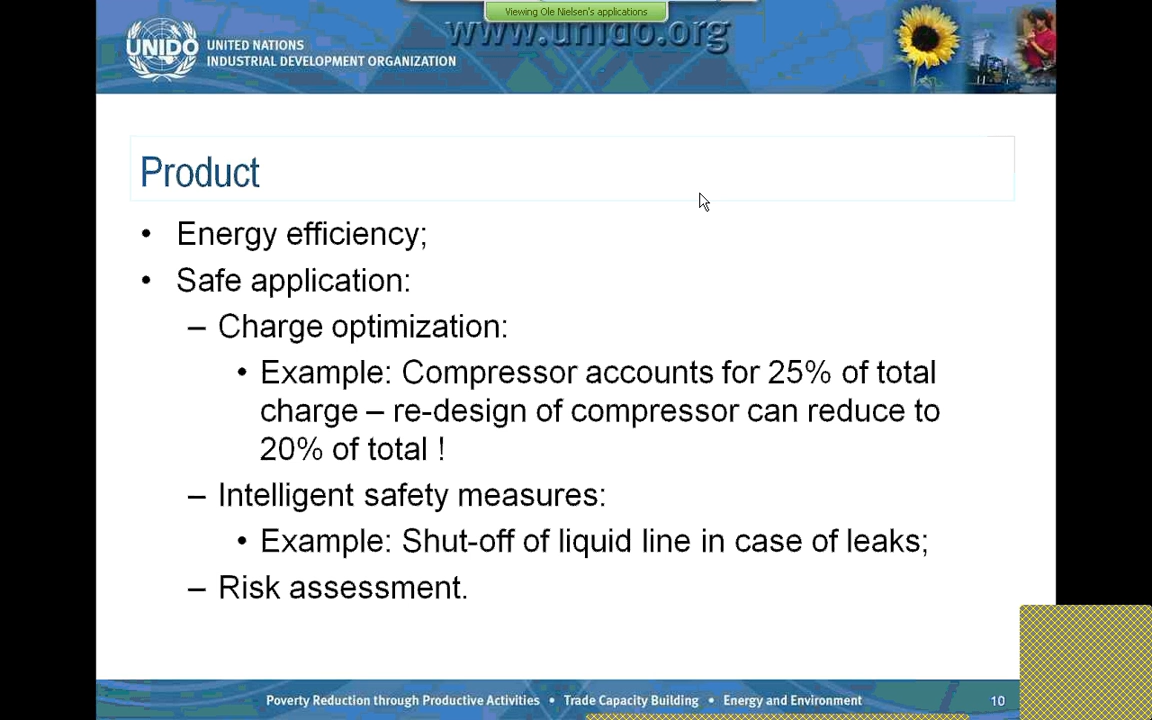 Viewing Ole Nielsen's applications
www.unido.org
UNIDO
UNITED NATIONS
INDUSTRIAL DEVELOPMENT ORGANIZATION
Product
• Energy efficiency;
• Safe application:
– Charge optimization:
• Example: Compressor accounts for 25% of total
charge – re-design of compressor can reduce to
20% of total !
– Intelligent safety measures:
• Example: Shut-off of liquid line in case of leaks;
– Risk assessment.
Poverty Reduction through Productive Activities • Trade Capacity Building • Energy and Environment
10